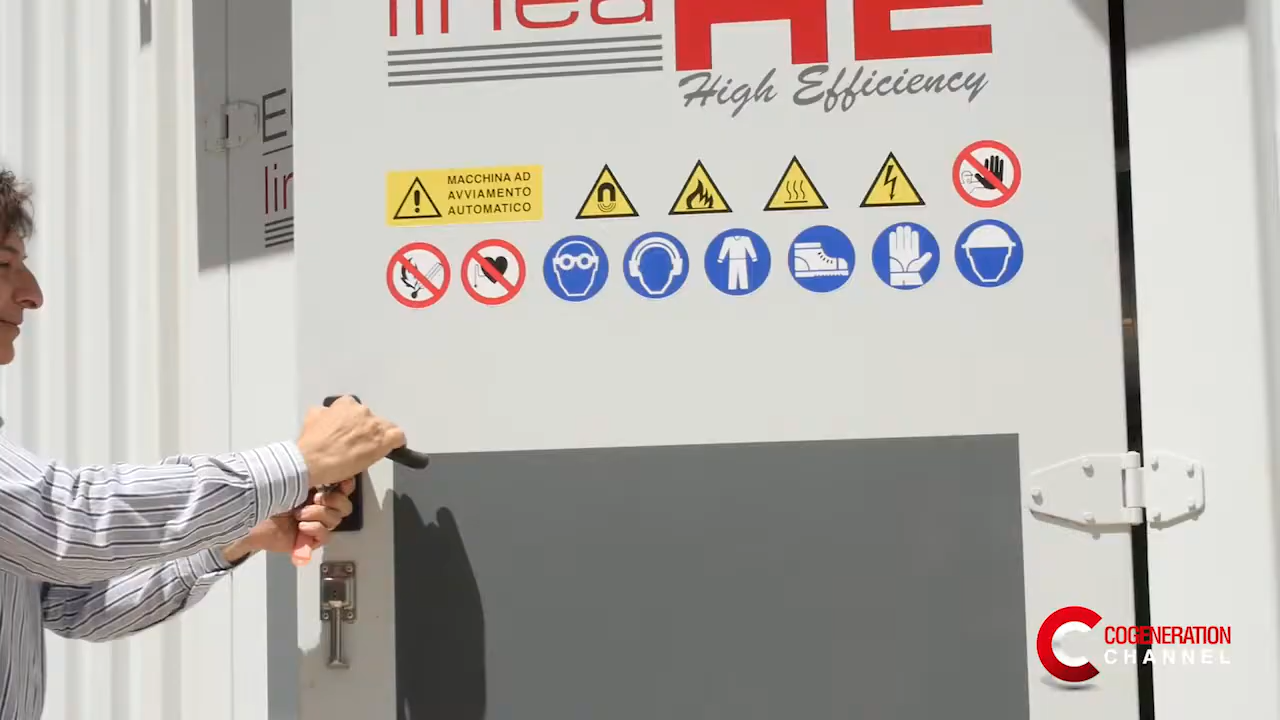 linea HE
High Efficiency
MACCHINA AD
AVVIAMENTO
AUTOMATICO
COGENERATION
CHANNEL